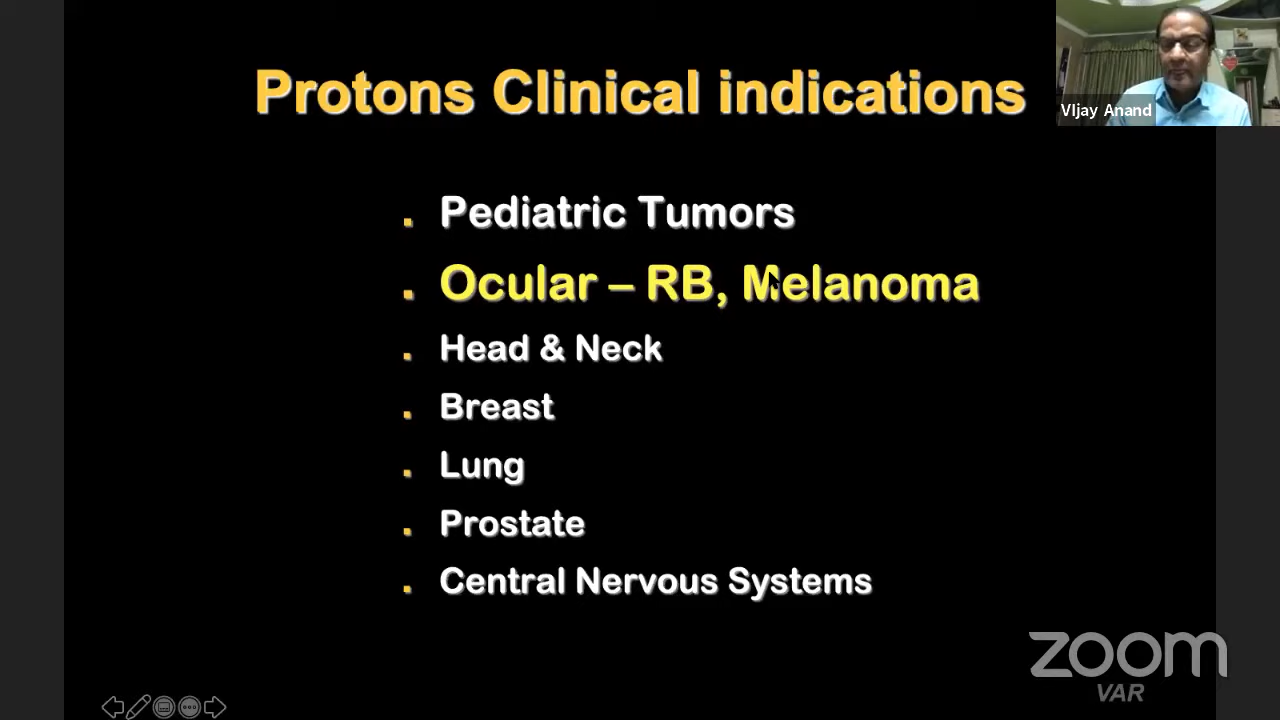 Protons Clinical indications
VIjay Anand
. Pediatric Tumors
. Ocular – RB, Melanoma
. Head & Neck
. Breast
. Lung
. Prostate
. Central Nervous Systems
zoom
VAR